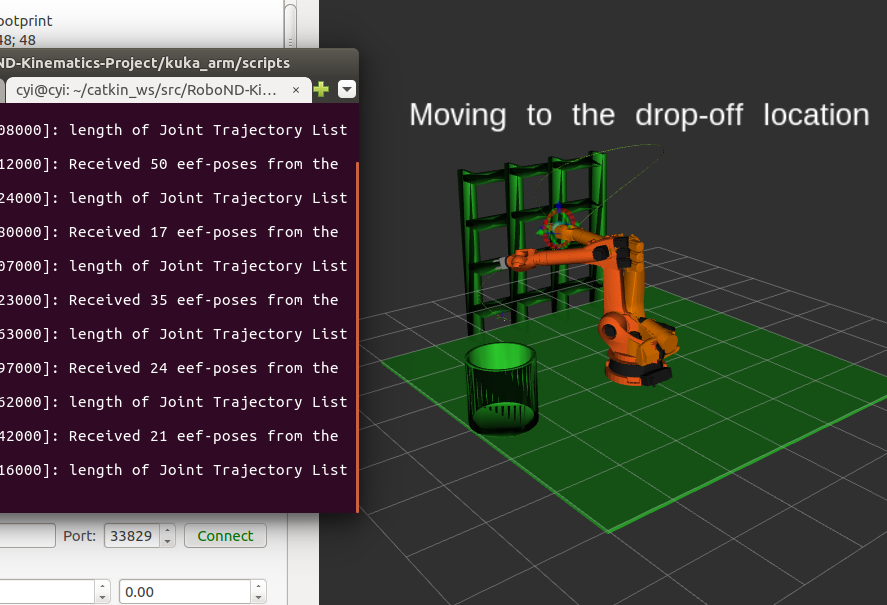 ootprint
48; 48
ND-Kinematics-Project/kuka_arm/scripts
cyi@cyi: ~/catkin_ws/src/RoboND-Ki... ×
08000]: length of Joint Trajectory List
12000]: Received 50 eef-poses from the
24000]: length of Joint Trajectory List
80000]: Received 17 eef-poses from the
07000]: length of Joint Trajectory List
23000]: Received 35 eef-poses from the
63000]: length of Joint Trajectory List
97000]: Received 24 eef-poses from the
62000]: length of Joint Trajectory List
42000]: Received 21 eef-poses from the
16000]: length of Joint Trajectory List
Moving to the drop-off location
Port: 33829 Connect
0.00